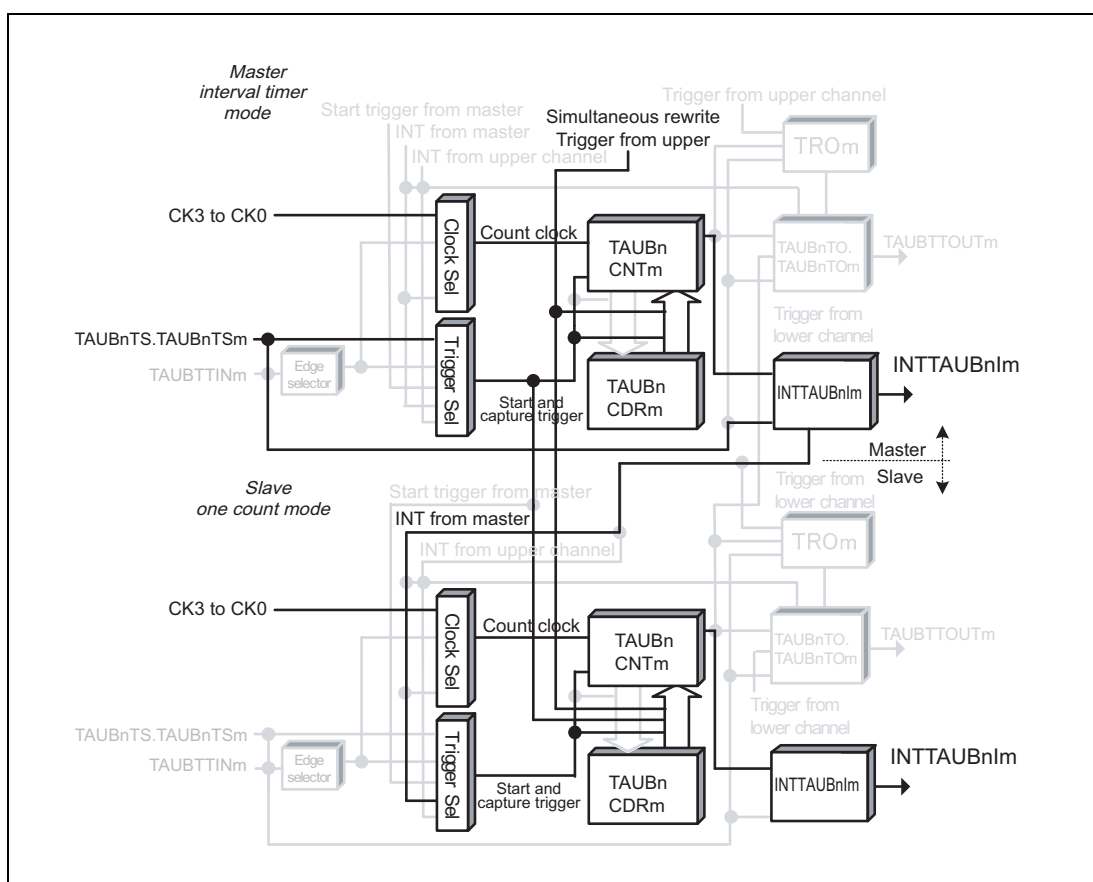 Master
interval timer
mode
Start trigger from master
INT from master
INT from upper channel
Simultaneous rewrite
Trigger from upper
Trigger from upper channel
TROm
CK3 to CK0
Clock Sel
Count clock
TAUBn
CNTm
TAUBnTO.
TAUBnTOm
TAUBTTOUTm
TAUBnTS.TAUBnTSm
TAUBTTINm
Edge
selector
Trigger Sel
Start and
capture trigger
TAUBn
CDRm
Trigger from
lower channel
INTTAUBnIm
INTTAUBnIm
Master
Slave
Slave
one count mode
Start trigger from master
INT from master
INT from upper channel
Trigger from
lower channel
TROm
CK3 to CK0
Clock Sel
Count clock
TAUBn
CNTm
TAUBnTO.
TAUBnTOm
TAUBTTOUTm
Trigger from
lower channel
TAUBnTS.TAUBnTSm
TAUBTTINm
Edge
selector
Trigger Sel
Start and
capture trigger
TAUBn
CDRm
INTTAUBnIm
INTTAUBnIm